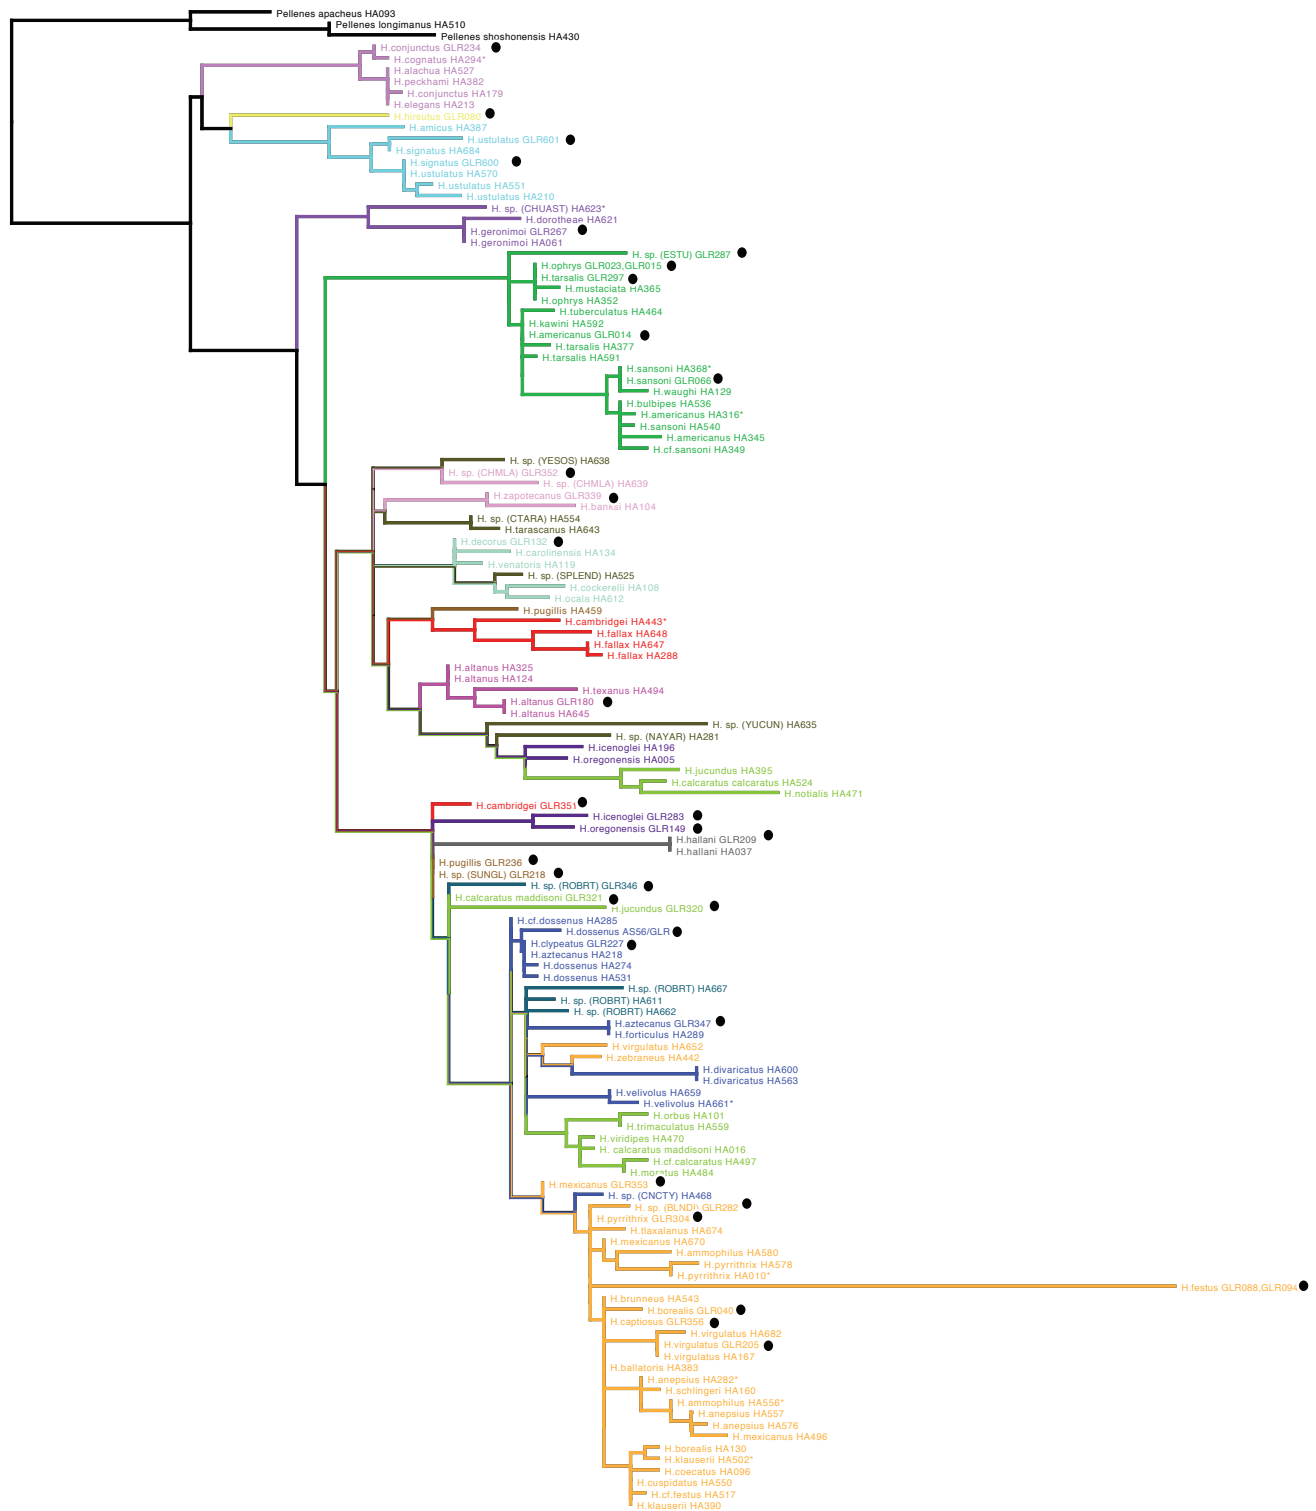 Pellenes apacheus HA093
Pellenes longimanus HA510
Pellenes shoshonensis HA430
H.conjunctus GLR234
H.cognatus HA294*
H.alachua HA527
H.peckhami HA382
H.conjunctus HA179
H.elegans HA213
H.hirsutus GLR080
H.amicus HA387
H.ustulatus GLR601
H.signatus HA684
H.signatus GLR600
H.ustulatus HA570
H.ustulatus HA551
H.ustulatus HA210
H. sp. (CHUAST) HA623*
H.dorotheae HA621
H.geronimoi GLR267
H.geronimoi HA061
H. sp. (ESTU) GLR287
H.ophrys GLR023,GLR015
H.tarsalis GLR297
H.mustaciata HA365
H.ophrys HA352
H.tuberculatus HA464
H.kawini HA592
H.americanus GLR014
H.tarsalis HA377
H.tarsalis HA591
H.sansoni HA368*
H.sansoni GLR066
H.waughi HA129
H.bulbipes HA536
H.americanus HA316*
H.sansoni HA540
H.americanus HA345
H.cf.sansoni HA349
H. sp. (YESOS) HA638
H. sp. (CHMLA) GLR352
H. sp. (CHMLA) HA639
H.zapotecanus GLR339
H.banksi HA104
H. sp. (CTARA) HA554
H.tarascanus HA643
H.decorus GLR132
H.carolinensis HA134
H.venatoris HA119
H. sp. (SPLEND) HA525
H.cockerelli HA108
H.ocala HA612
H.pugillis HA459
H.cambridgei HA443*
H.fallax HA648
H.fallax HA647
H.fallax HA288
H.altanus HA325
H.altanus HA124
H.texanus HA494
H.altanus GLR180
H.altanus HA645
H. sp. (YUCUN) HA635
H. sp. (NAYAR) HA281
H.icenoglei HA196
H.oregonensis HA005
H.jucundus HA395
H.calcaratus calcaratus HA524
H.notialis HA471
H.cambridgei GLR351
H.icenoglei GLR283
H.oregonensis GLR149
H.hallani GLR209
H.hallani HA037
H.pugillis GLR236
H. sp. (SUNGL) GLR218
H. sp. (ROBRT) GLR346
H.calcaratus maddisoni GLR321
H.jucundus GLR320
H.cf.dossenus HA285
H.dossenus AS56/GLR
H.clypeatus GLR227
H.aztecanus HA218
H.dossenus HA274
H.dossenus HA531
H.sp. (ROBRT) HA667
H. sp. (ROBRT) HA611
H. sp. (ROBRT) HA662
H.aztecanus GLR347
H.forticulus HA289
H.virgulatus HA652
H.zebraneus HA442
H.divaricatus HA600
H.divaricatus HA563
H.velivolus HA659
H.velivolus HA661*
H.orbus HA101
H.trimaculatus HA559
H.viridipes HA470
H. calcaratus maddisoni HA016
H.cf.calcaratus HA497
H.moratus HA484
H.mexicanus GLR353
H. sp. (CNCTY) HA468
H. sp. (BLNDI) GLR282
H.pyrrithrix GLR304
H.tlaxalanus HA674
H.mexicanus HA670
H.ammophilus HA580
H.pyrrithrix HA578
H.pyrrithrix HA010*
H.festus GLR088,GLR094
H.brunneus HA543
H.borealis GLR040
H.captiosus GLR356
H.virgulatus HA682
H.virgulatus GLR205
H.virgulatus HA167
H.ballatoris HA383
H.anepsius HA282*
H.schlingeri HA160
H.ammophilus HA556*
H.anepsius HA557
H.anepsius HA576
H.mexicanus HA496
H.borealis HA130
H.klauserii HA502*
H.coecatus HA096
H.cuspidatus HA550
H.cf.festus HA517
H.klauserii HA390